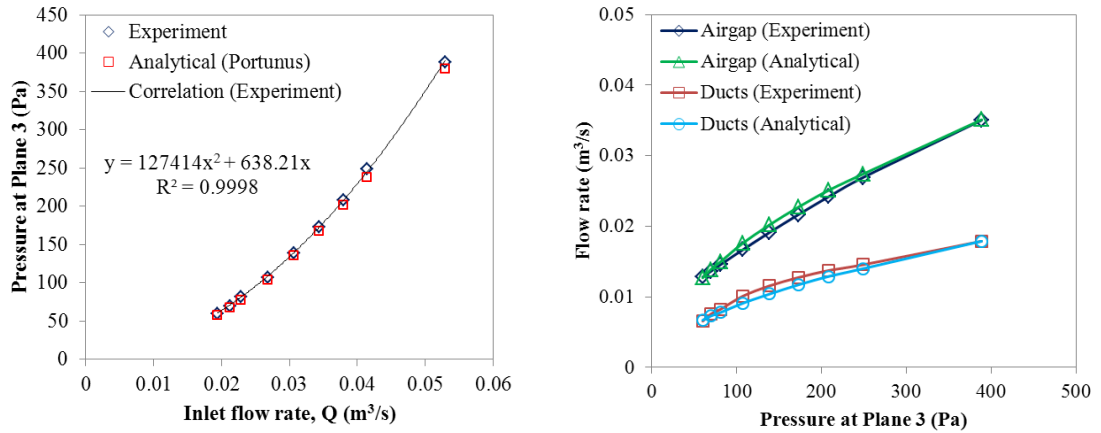 450
400
350
300
250
200
150
100
50
0
Pressure at Plane 3 (Pa)
Experiment
Analytical (Portunus)
Correlation (Experiment)
y = 127414x² + 638.21x
R² = 0.9998
0 0.01 0.02 0.03 0.04 0.05 0.06
Inlet flow rate, Q (m³/s)
0.05
0.04
0.03
0.02
0.01
0
Flow rate (m³/s)
Airgap (Experiment)
Airgap (Analytical)
Ducts (Experiment)
Ducts (Analytical)
0 100 200 300 400 500
Pressure at Plane 3 (Pa)